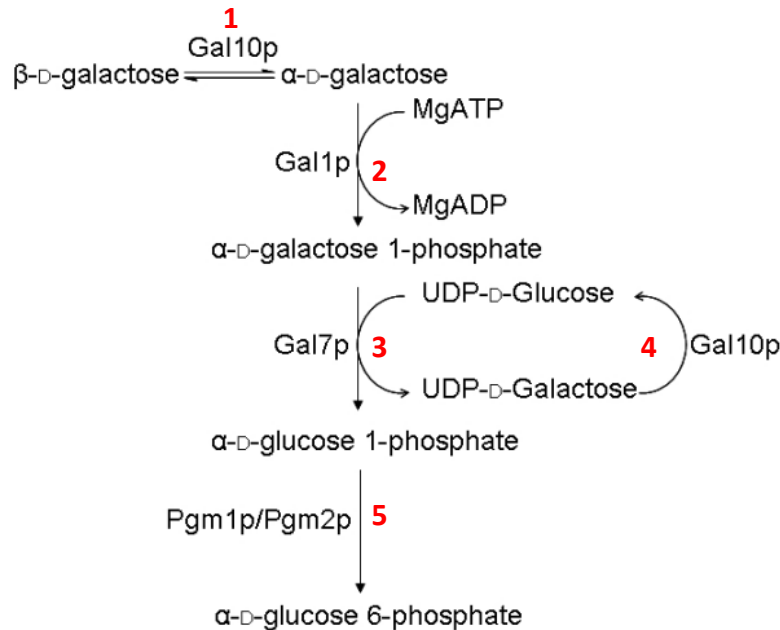 1
Gal10p
β-D-galactose α-D-galactose
MgATP
Gal1p 2
MgADP
α-D-galactose 1-phosphate
UDP-D-Glucose
Gal7p 3 4 Gal10p
UDP-D-Galactose
α-D-glucose 1-phosphate
Pgm1p/Pgm2p 5
α-D-glucose 6-phosphate